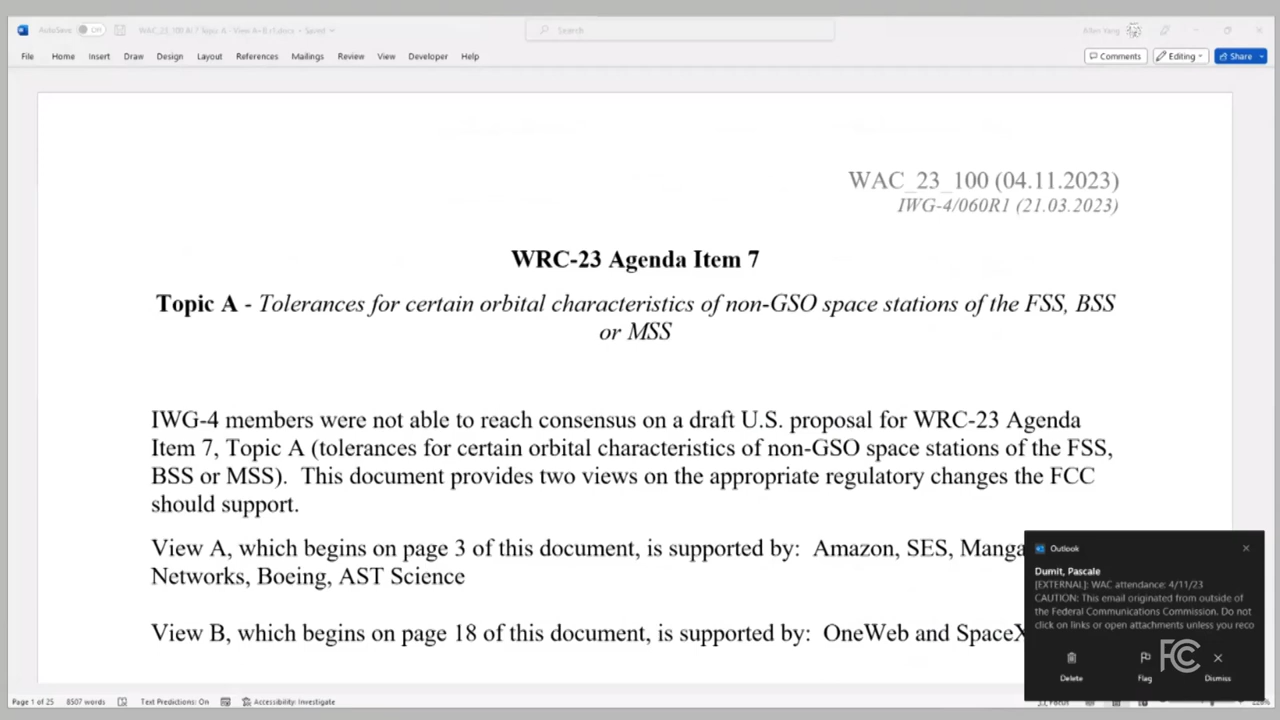 AutoSave Off Search Allen Yang
File Home Insert Draw Design Layout References Mailings Review View Developer Help Comments Editing Share
WAC_23_100 (04.11.2023)
IWG-4/060R1 (21.03.2023)
WRC-23 Agenda Item 7
Topic A - Tolerances for certain orbital characteristics of non-GSO space stations of the FSS, BSS
or MSS
IWG-4 members were not able to reach consensus on a draft U.S. proposal for WRC-23 Agenda
Item 7, Topic A (tolerances for certain orbital characteristics of non-GSO space stations of the FSS,
BSS or MSS).  This document provides two views on the appropriate regulatory changes the FCC
should support.
View A, which begins on page 3 of this document, is supported by:  Amazon, SES, Manga
Networks, Boeing, AST Science
View B, which begins on page 18 of this document, is supported by:  OneWeb and SpaceX
Outlook
Dumit, Pascale
[EXTERNAL]: WAC attendance: 4/11/23
CAUTION: This email originated from outside of
the Federal Communications Commission. Do not
click on links or open attachments unless you reco
FCC
Delete Flag Dismiss
Page 1 of 25 8507 words Text Predictions: On Accessibility: Investigate Focus